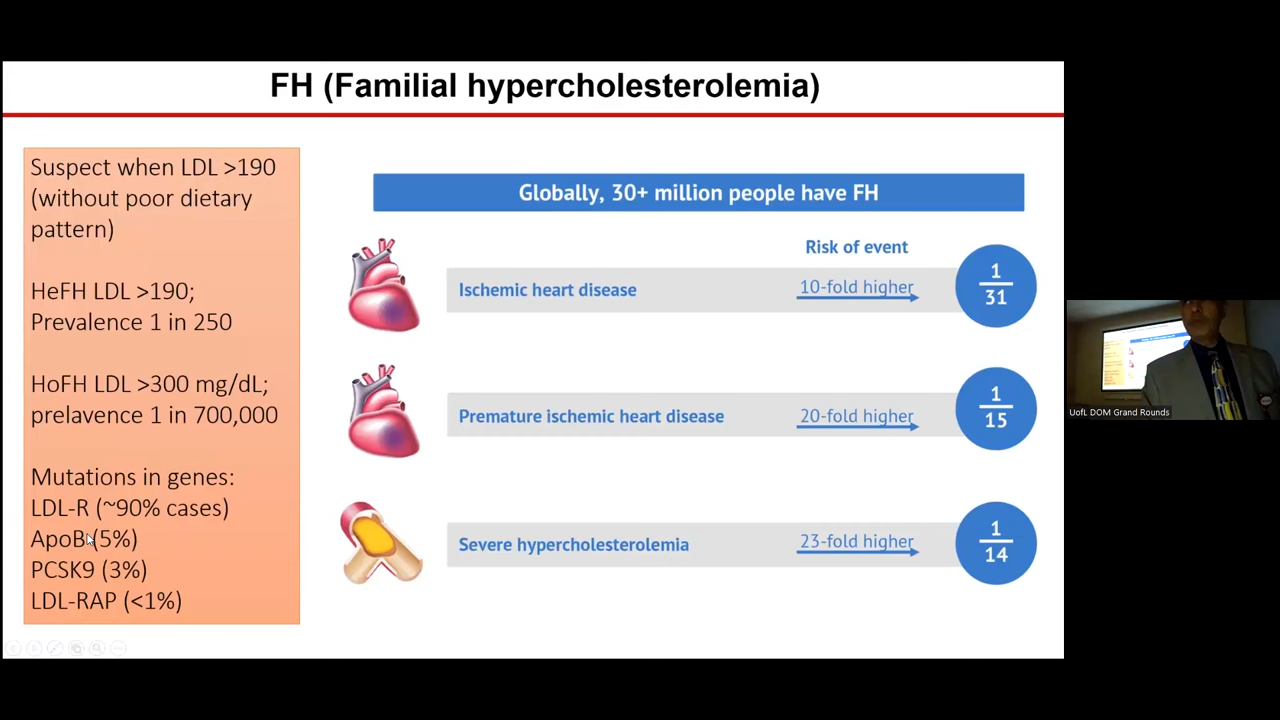 FH (Familial hypercholesterolemia)
Suspect when LDL >190
(without poor dietary
pattern)
HeFH LDL >190;
Prevalence 1 in 250
HoFH LDL >300 mg/dL;
prelavence 1 in 700,000
Mutations in genes:
LDL-R (~90% cases)
ApoB (5%)
PCSK9 (3%)
LDL-RAP (<1%)
Globally, 30+ million people have FH
Risk of event
Ischemic heart disease
10-fold higher
1
31
Premature ischemic heart disease
20-fold higher
1
15
Severe hypercholesterolemia
23-fold higher
1
14
UofL DOM Grand Rounds